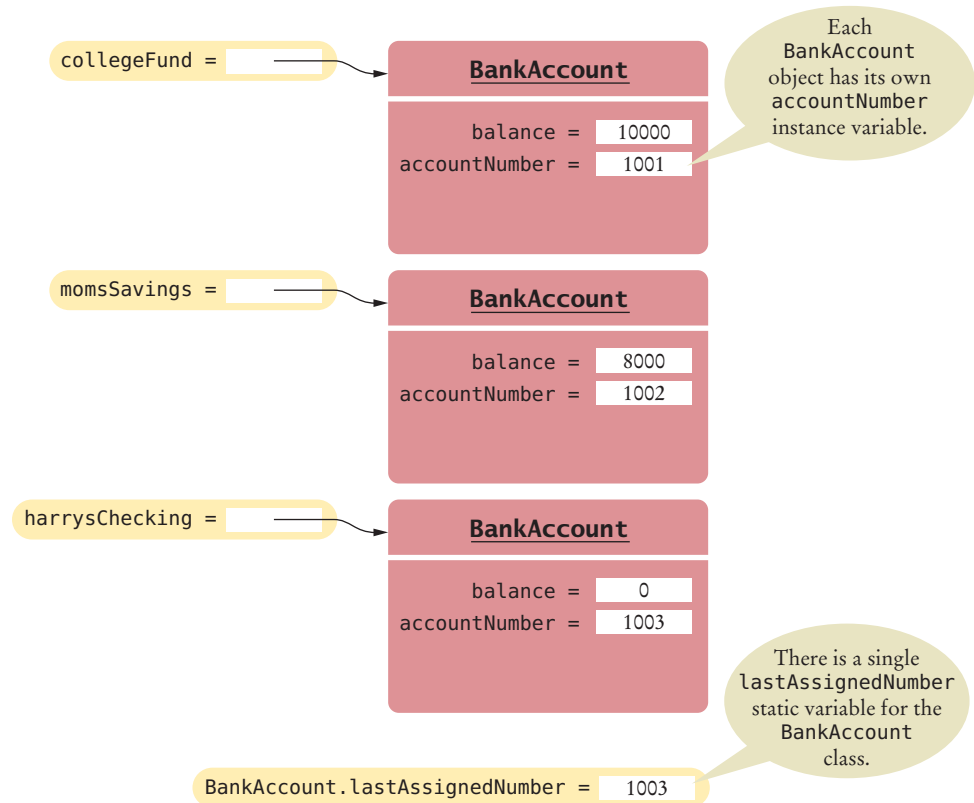 collegeFund =
BankAccount
balance = 10000
accountNumber = 1001
Each
BankAccount
object has its own
accountNumber
instance variable.
momsSavings =
BankAccount
balance = 8000
accountNumber = 1002
harrysChecking =
BankAccount
balance = 0
accountNumber = 1003
There is a single
lastAssignedNumber
static variable for the
BankAccount
class.
BankAccount.lastAssignedNumber = 1003